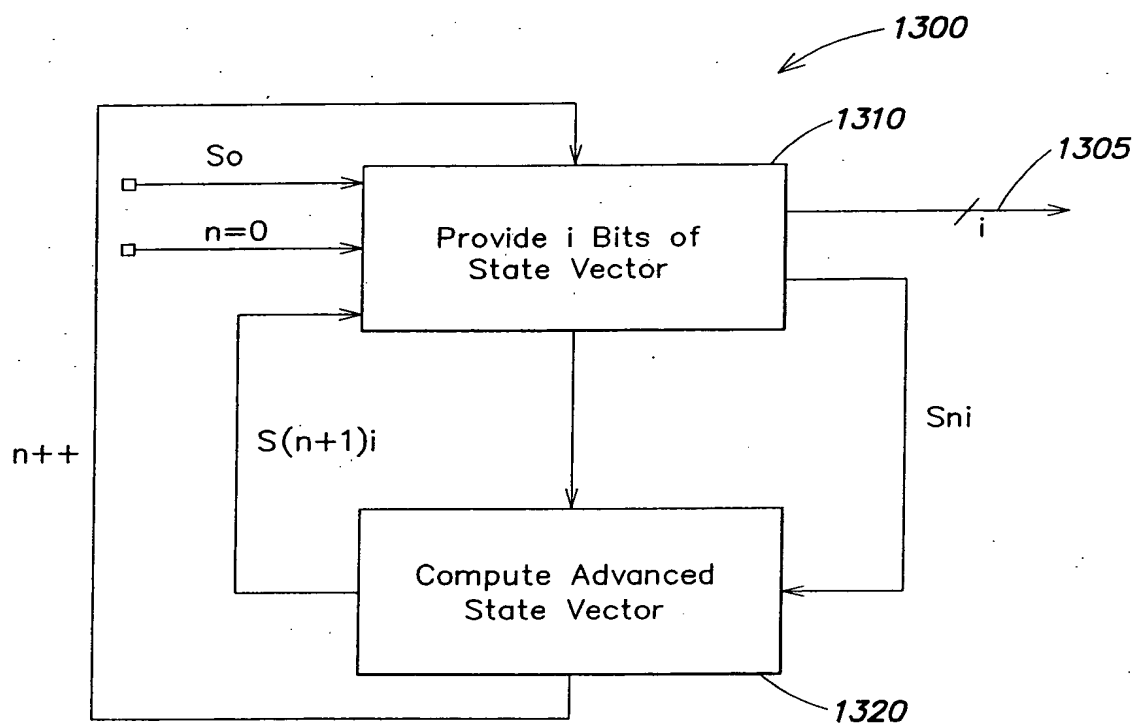 1300
1310
1305
So
n=0
Provide i Bits of
State Vector
i
n++
S(n+1)i
Sni
Compute Advanced
State Vector
1320